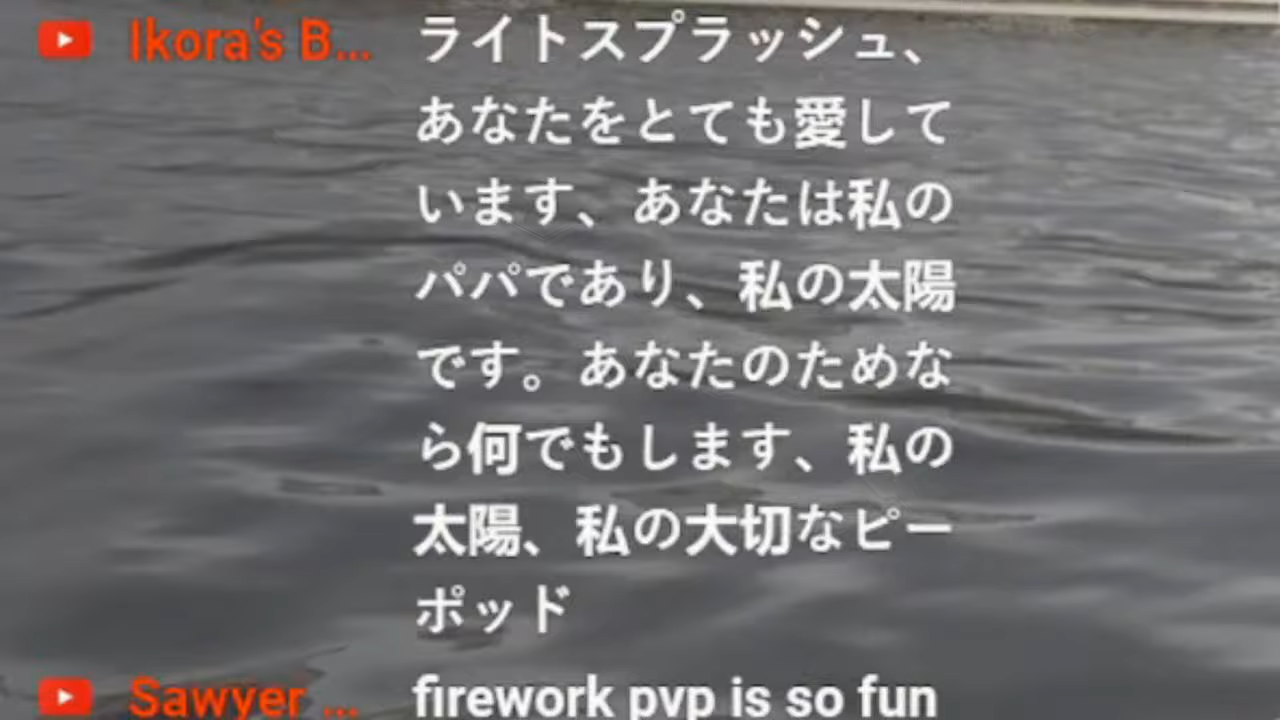 Ikora's B... ライトスプラッシュ、
あなたをとても愛して
います、あなたは私の
パパであり、私の太陽
です。あなたのためな
ら何でもします、私の
太陽、私の大切なピー
ポッド
Sawyer ... firework pvp is so fun